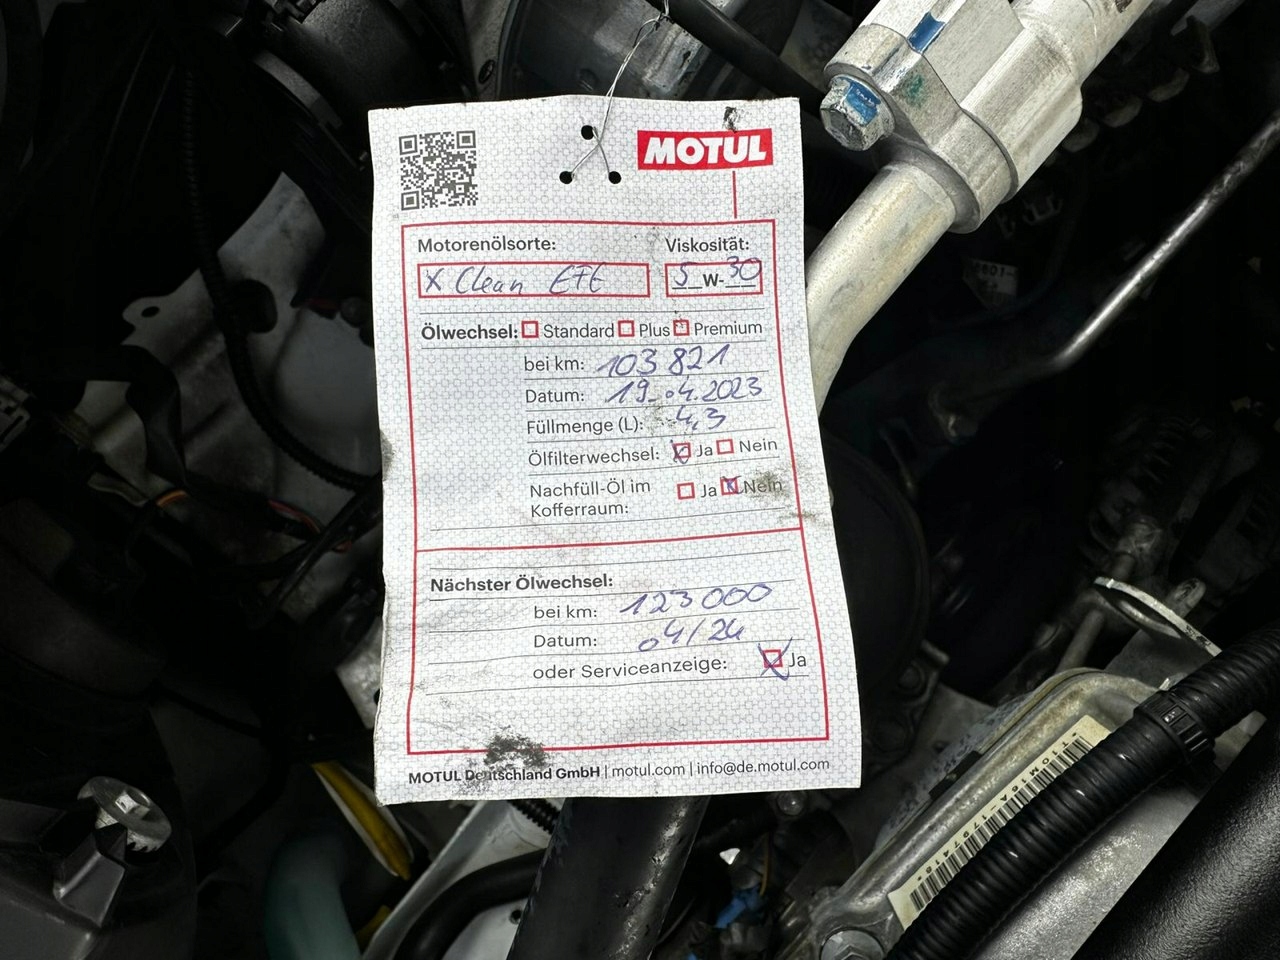 MOTUL
Motorenölsorte: Viskosität:
X Clean EFE 5 W-30
Ölwechsel: Standard Plus Premium
bei km: 103 821
Datum: 19.04.2023
Füllmenge (L): 4,3
Ölfilterwechsel: Ja Nein
Nachfüll-Öl im Ja Nein
Kofferraum:
Nächster Ölwechsel:
bei km: 123 000
Datum: 04/24
oder Serviceanzeige: Ja
MOTUL Deutschland GmbH | motul.com | info@de.motul.com